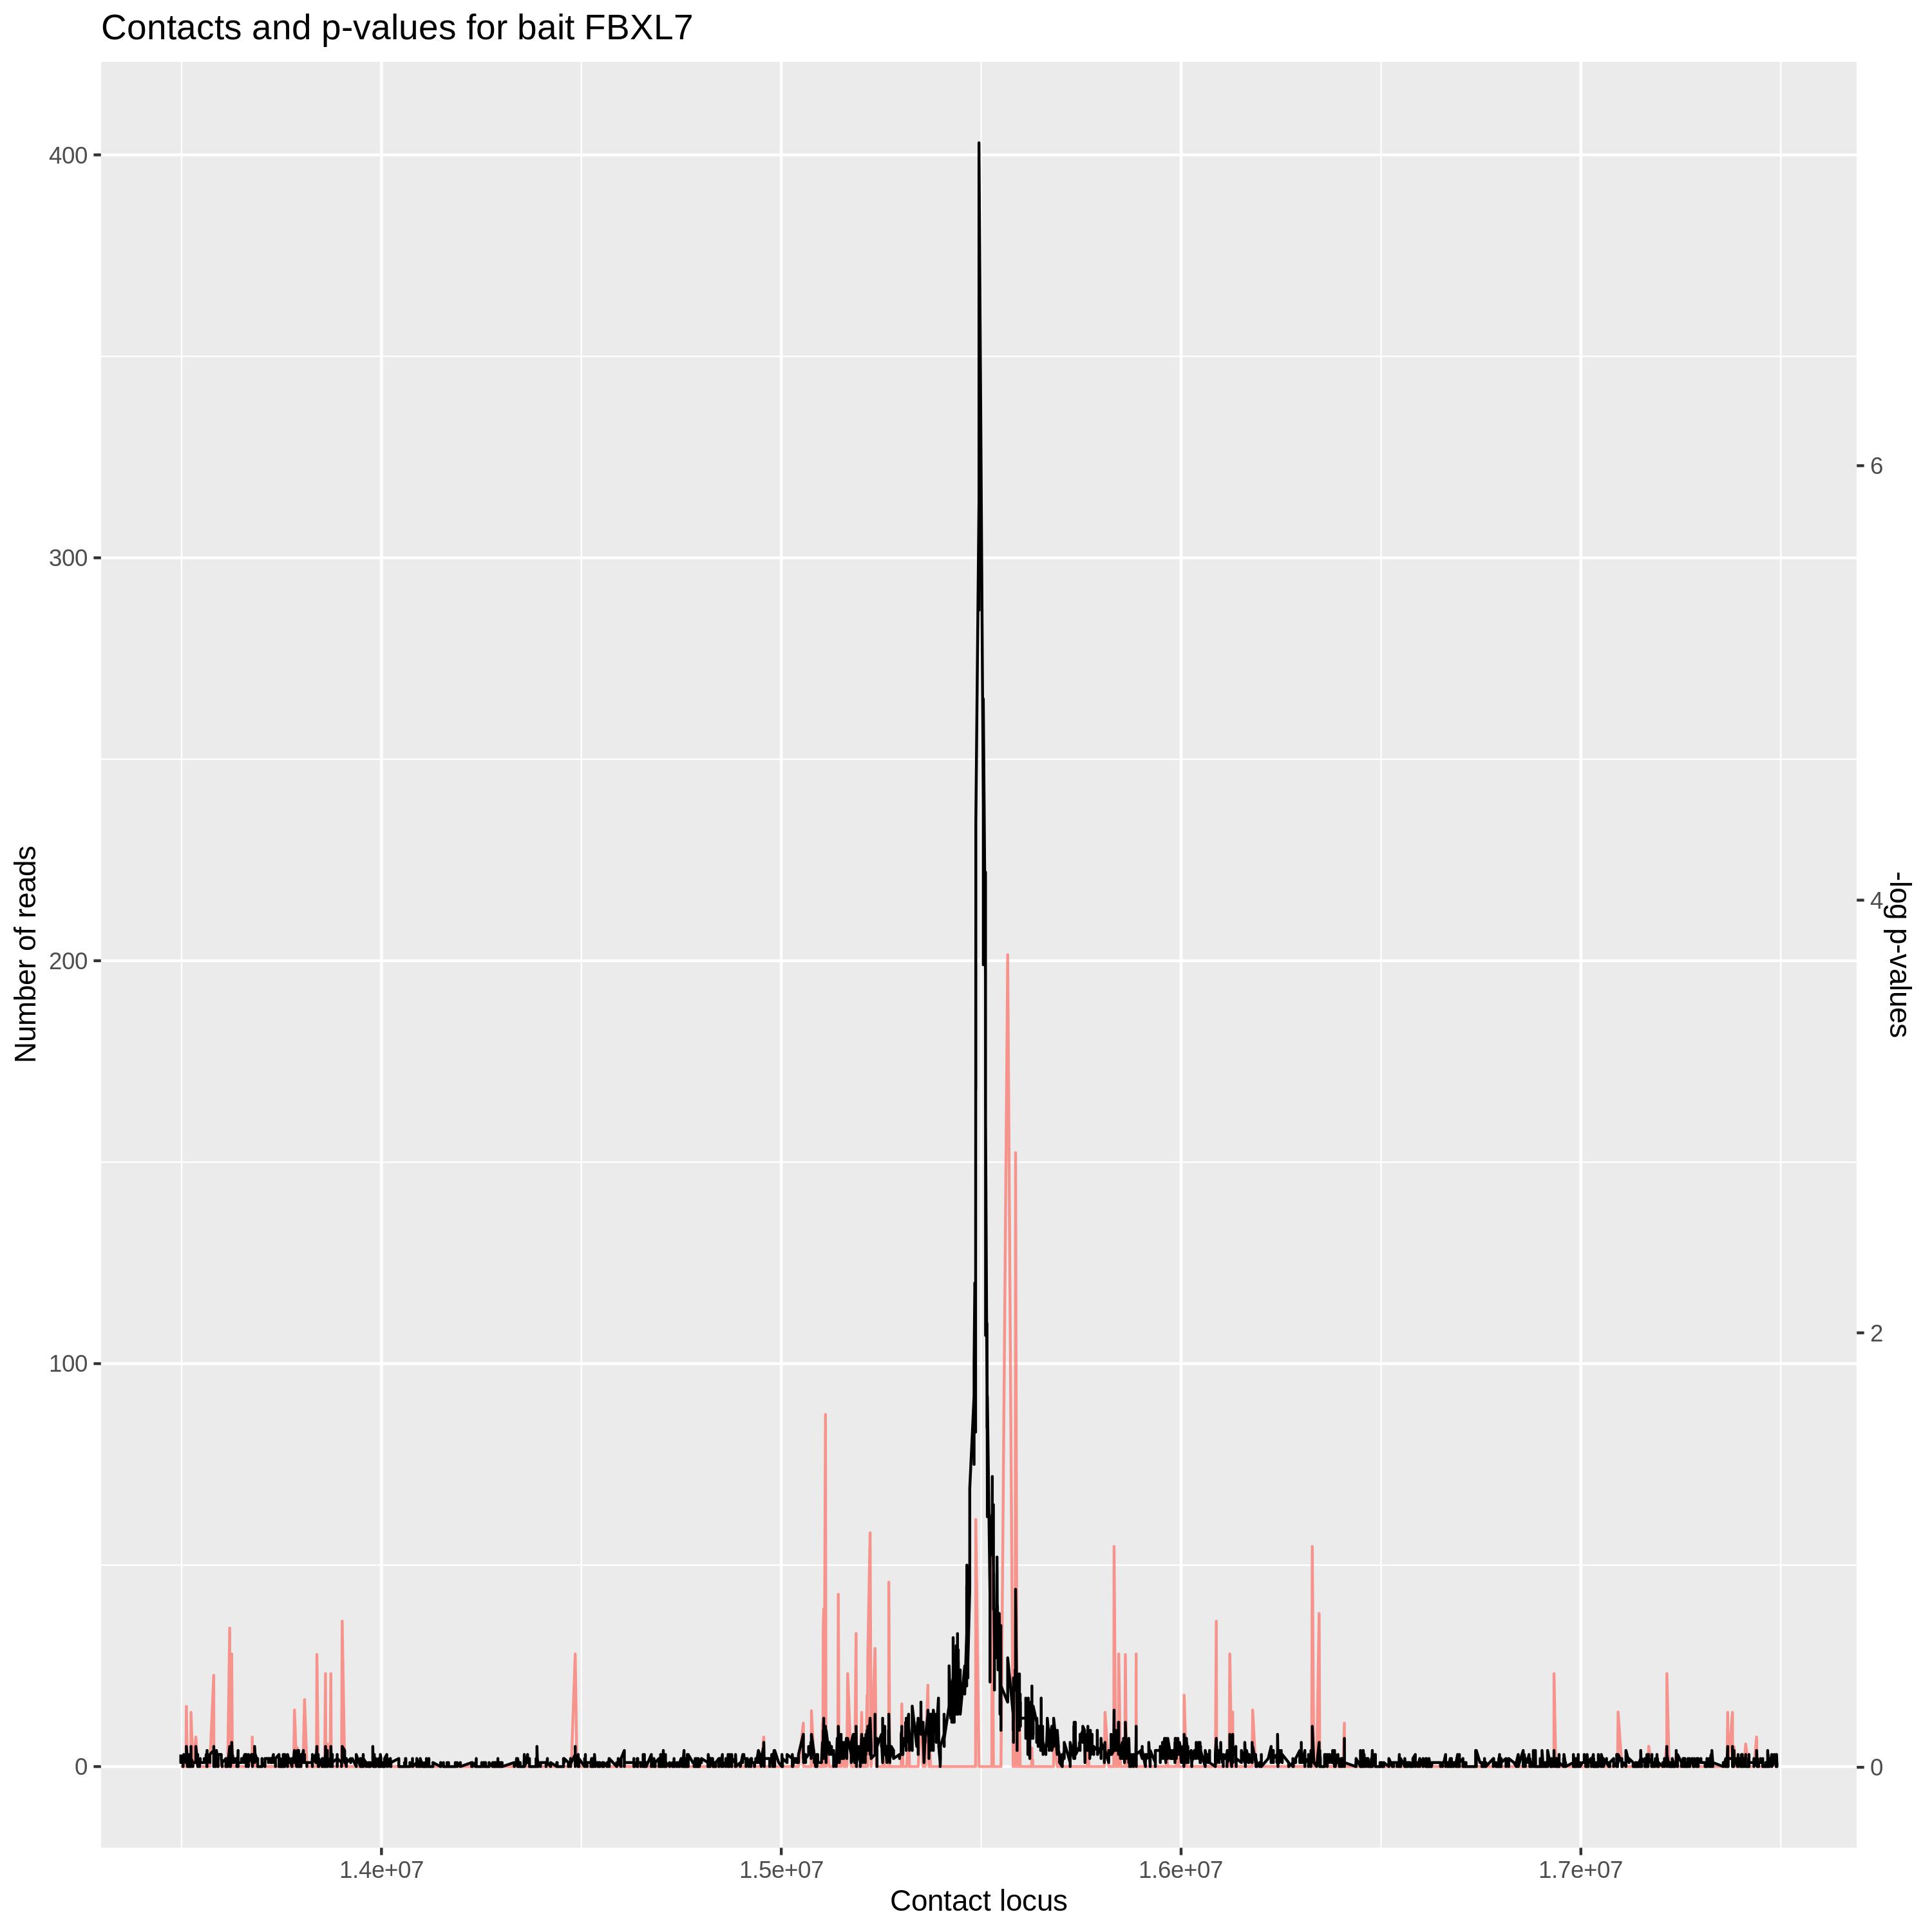 Contacts and p-values for bait FBXL7
400
300
200
100
0
Number of reads
6
4
2
0
-log p-values
1.4e+07 1.5e+07 1.6e+07 1.7e+07
Contact locus